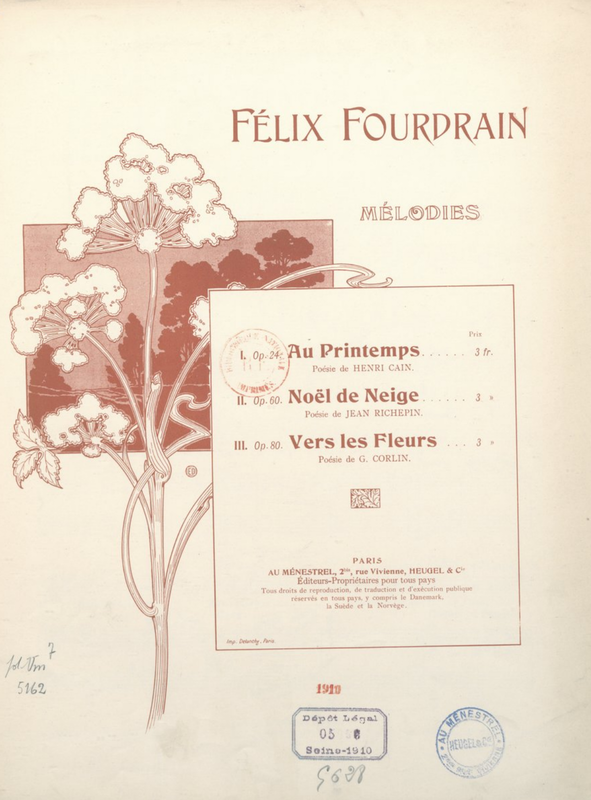 FÉLIX FOURDRAIN
MÉLODIES
Prix
I. Op. 24. Au Printemps. . . . . . 3 fr.
Poésie de HENRI CAIN.
II. Op. 60. Noël de Neige . . . . . . 3 »
Poésie de JEAN RICHEPIN.
III. Op. 80. Vers les Fleurs . . . 3 »
Poésie de G. CORLIN.
PARIS
AU MÉNESTREL, 2bis, rue Vivienne, HEUGEL & Cie
Éditeurs-Propriétaires pour tous pays
Tous droits de reproduction, de traduction et d'exécution publique
réservés en tous pays, y compris le Danemark,
la Suède et la Norvège.
Imp. Delanchy, Paris.
fol. Vm 7
5162
1910
Dépôt Légal
Seine-1910
AU MÉNESTREL
HEUGEL & Cie